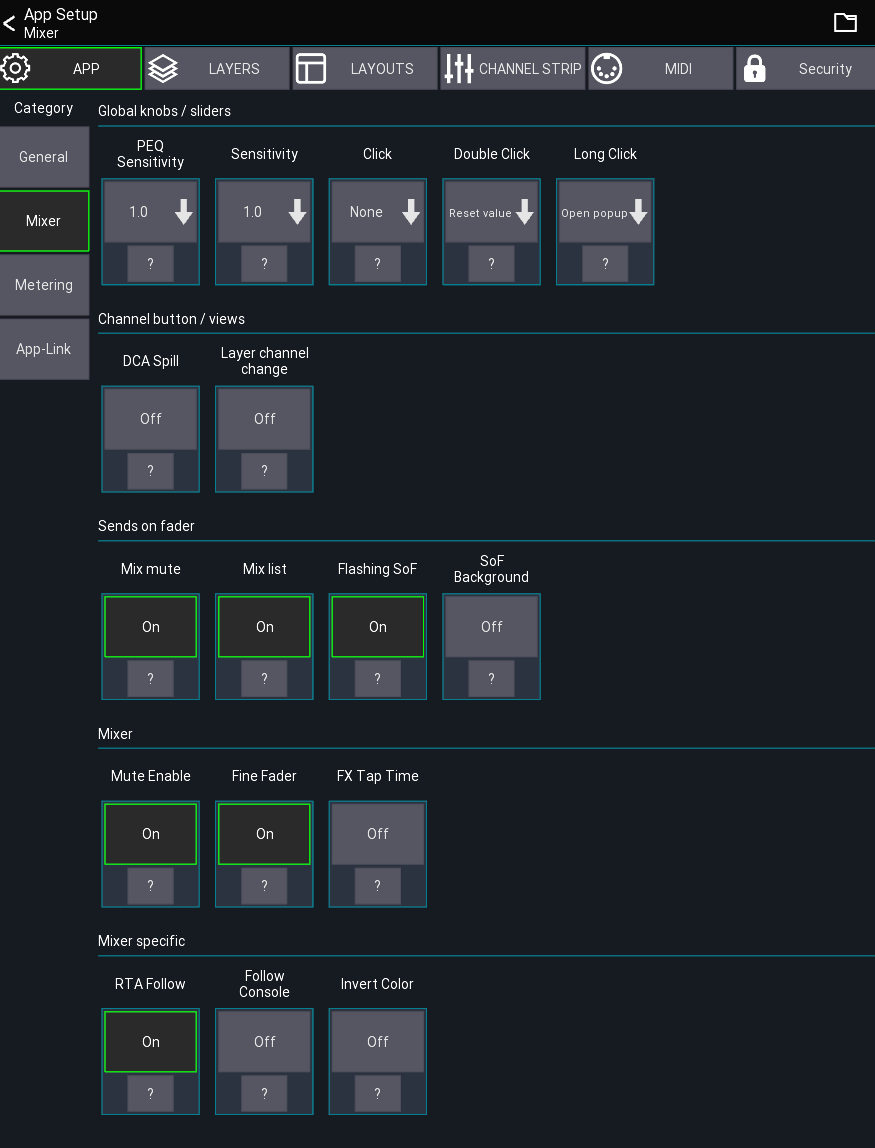 App Setup
Mixer
APP
LAYERS
LAYOUTS
CHANNEL STRIP
MIDI
Security
Category
General
Mixer
Metering
App-Link
Global knobs / sliders
PEQ
Sensitivity
Sensitivity
Click
Double Click
Long Click
1.0
1.0
None
Reset value
Open popup
?
?
?
?
?
Channel button / views
DCA Spill
Layer channel
change
Off
Off
?
?
Sends on fader
Mix mute
Mix list
Flashing SoF
SoF
Background
On
On
On
Off
?
?
?
?
Mixer
Mute Enable
Fine Fader
FX Tap Time
On
On
Off
?
?
?
Mixer specific
RTA Follow
Follow
Console
Invert Color
On
Off
Off
?
?
?